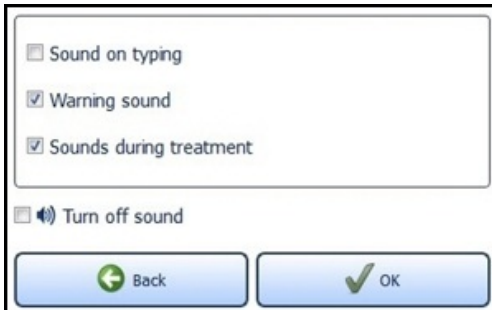 Sound on typing
Warning sound
Sounds during treatment
Turn off sound
Back
OK